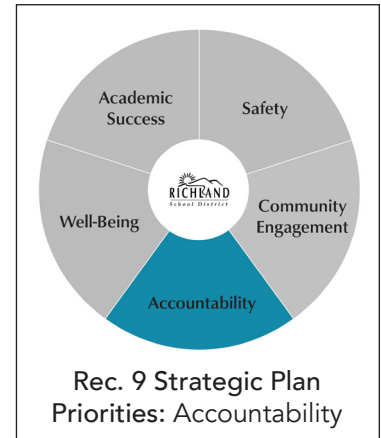 Academic
Success
Safety
RICHLAND
School District
Well-Being
Community
Engagement
Accountability
Rec. 9 Strategic Plan
Priorities: Accountability